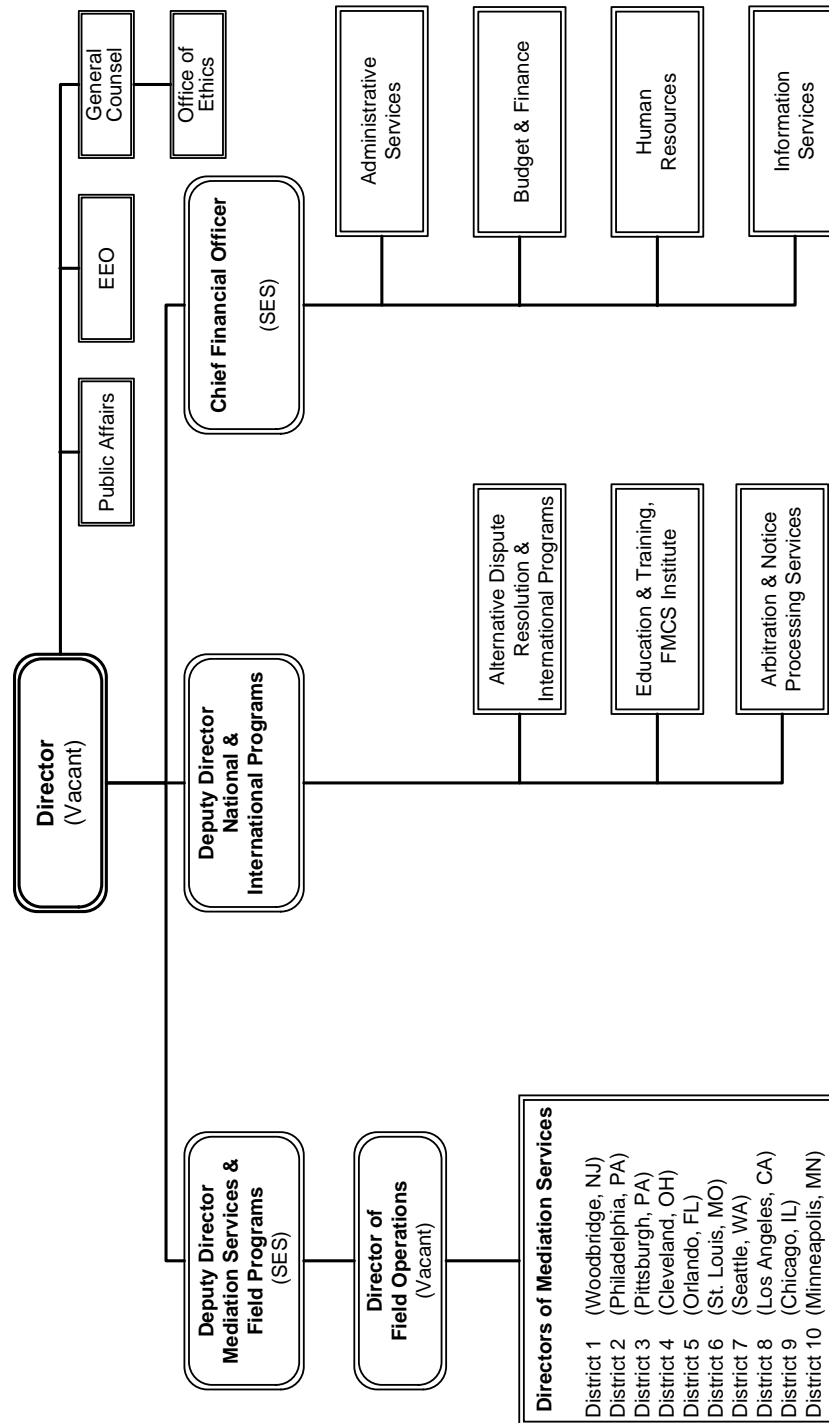 Director
(Vacant)
Public Affairs
EEO
General
Counsel
Office of
Ethics
Deputy Director
Mediation Services &
Field Programs
(SES)
Deputy Director
National &
International Programs
Chief Financial Officer
(SES)
Director of
Field Operations
(Vacant)
Directors of Mediation Services
District 1 (Woodbridge, NJ)
District 2 (Philadelphia, PA)
District 3 (Pittsburgh, PA)
District 4 (Cleveland, OH)
District 5 (Orlando, FL)
District 6 (St. Louis, MO)
District 7 (Seattle, WA)
District 8 (Los Angeles, CA)
District 9 (Chicago, IL)
District 10 (Minneapolis, MN)
Alternative Dispute
Resolution &
International Programs
Education & Training,
FMCS Institute
Arbitration & Notice
Processing Services
Administrative
Services
Budget & Finance
Human
Resources
Information
Services